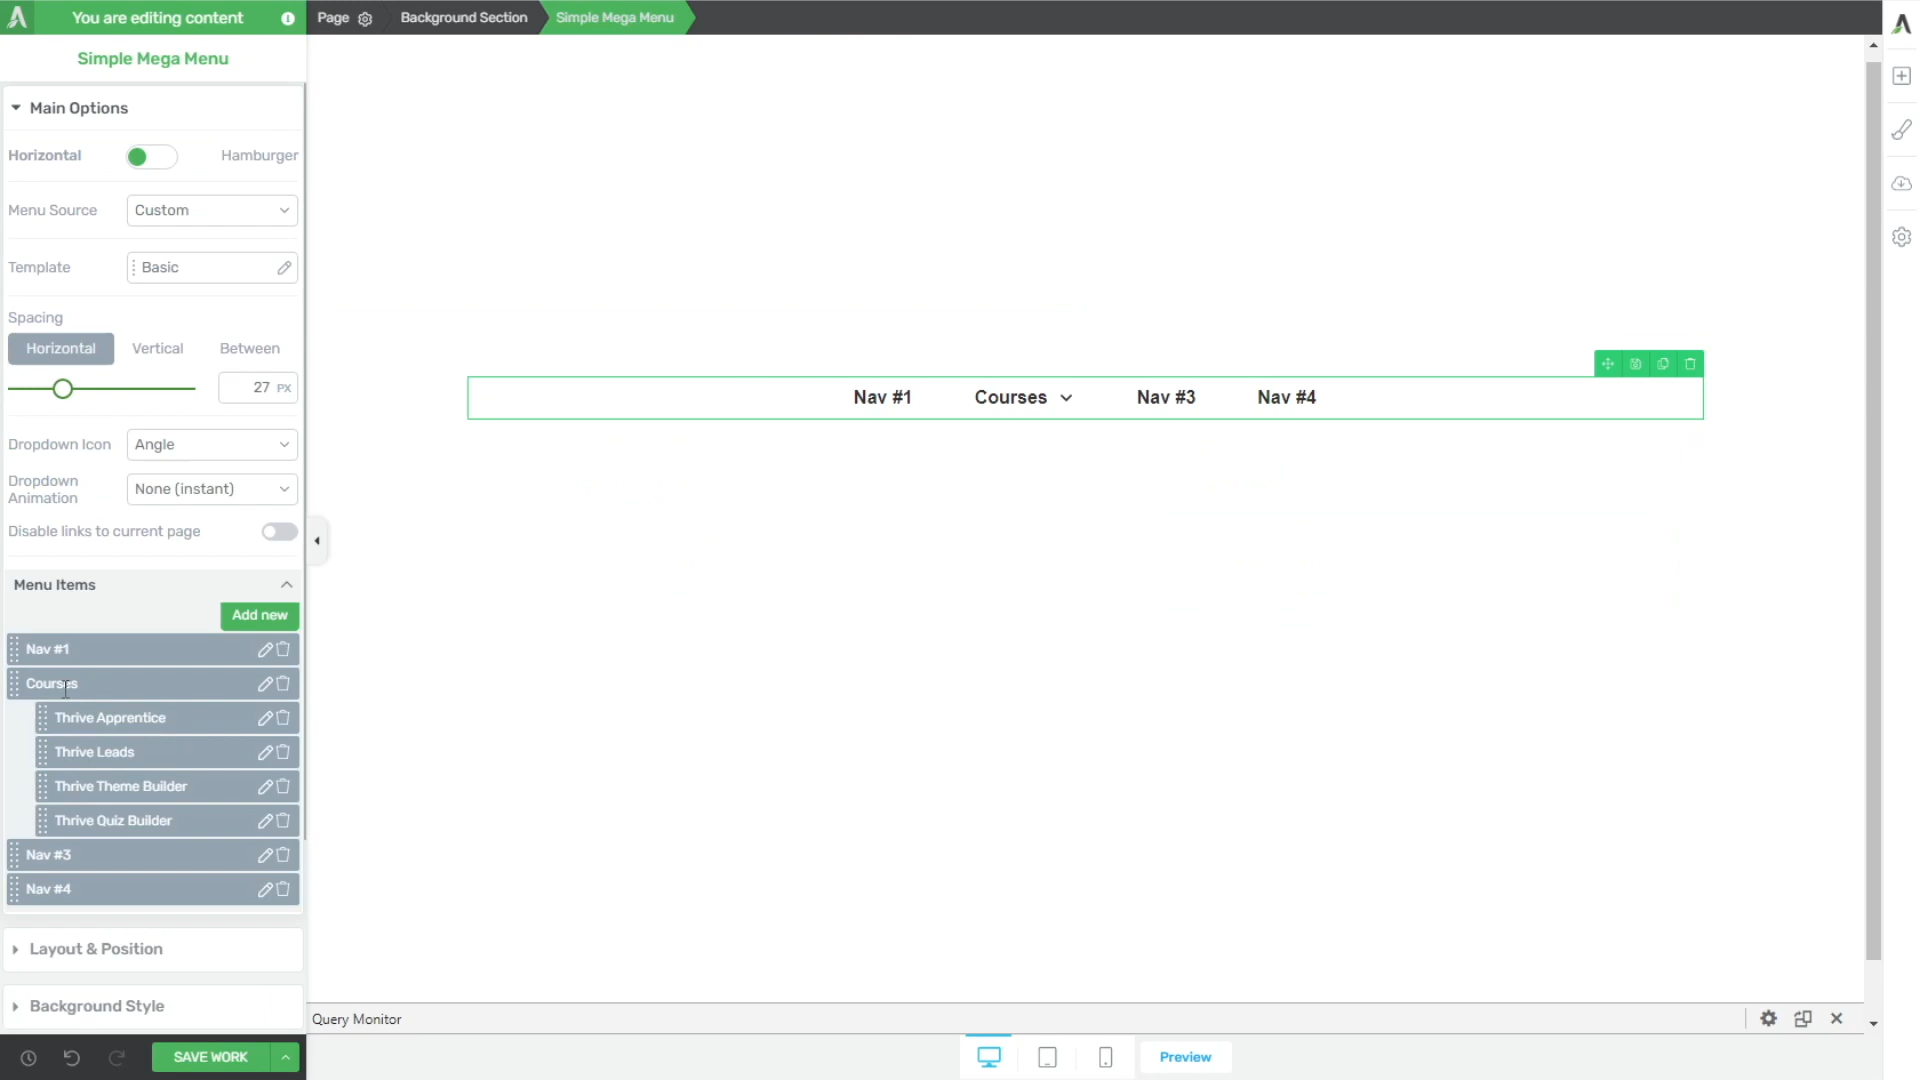 You are editing content
Page
Background Section
Simple Mega Menu
Simple Mega Menu
Main Options
Horizontal
Hamburger
Menu Source
Custom
Template
Basic
Spacing
Horizontal
Vertical
Between
27 PX
Nav #1
Courses
Nav #3
Nav #4
Dropdown Icon
Angle
Dropdown
Animation
None (instant)
Disable links to current page
Menu Items
Add new
Nav #1
Courses
Thrive Apprentice
Thrive Leads
Thrive Theme Builder
Thrive Quiz Builder
Nav #3
Nav #4
Layout & Position
Background Style
Query Monitor
SAVE WORK
Preview